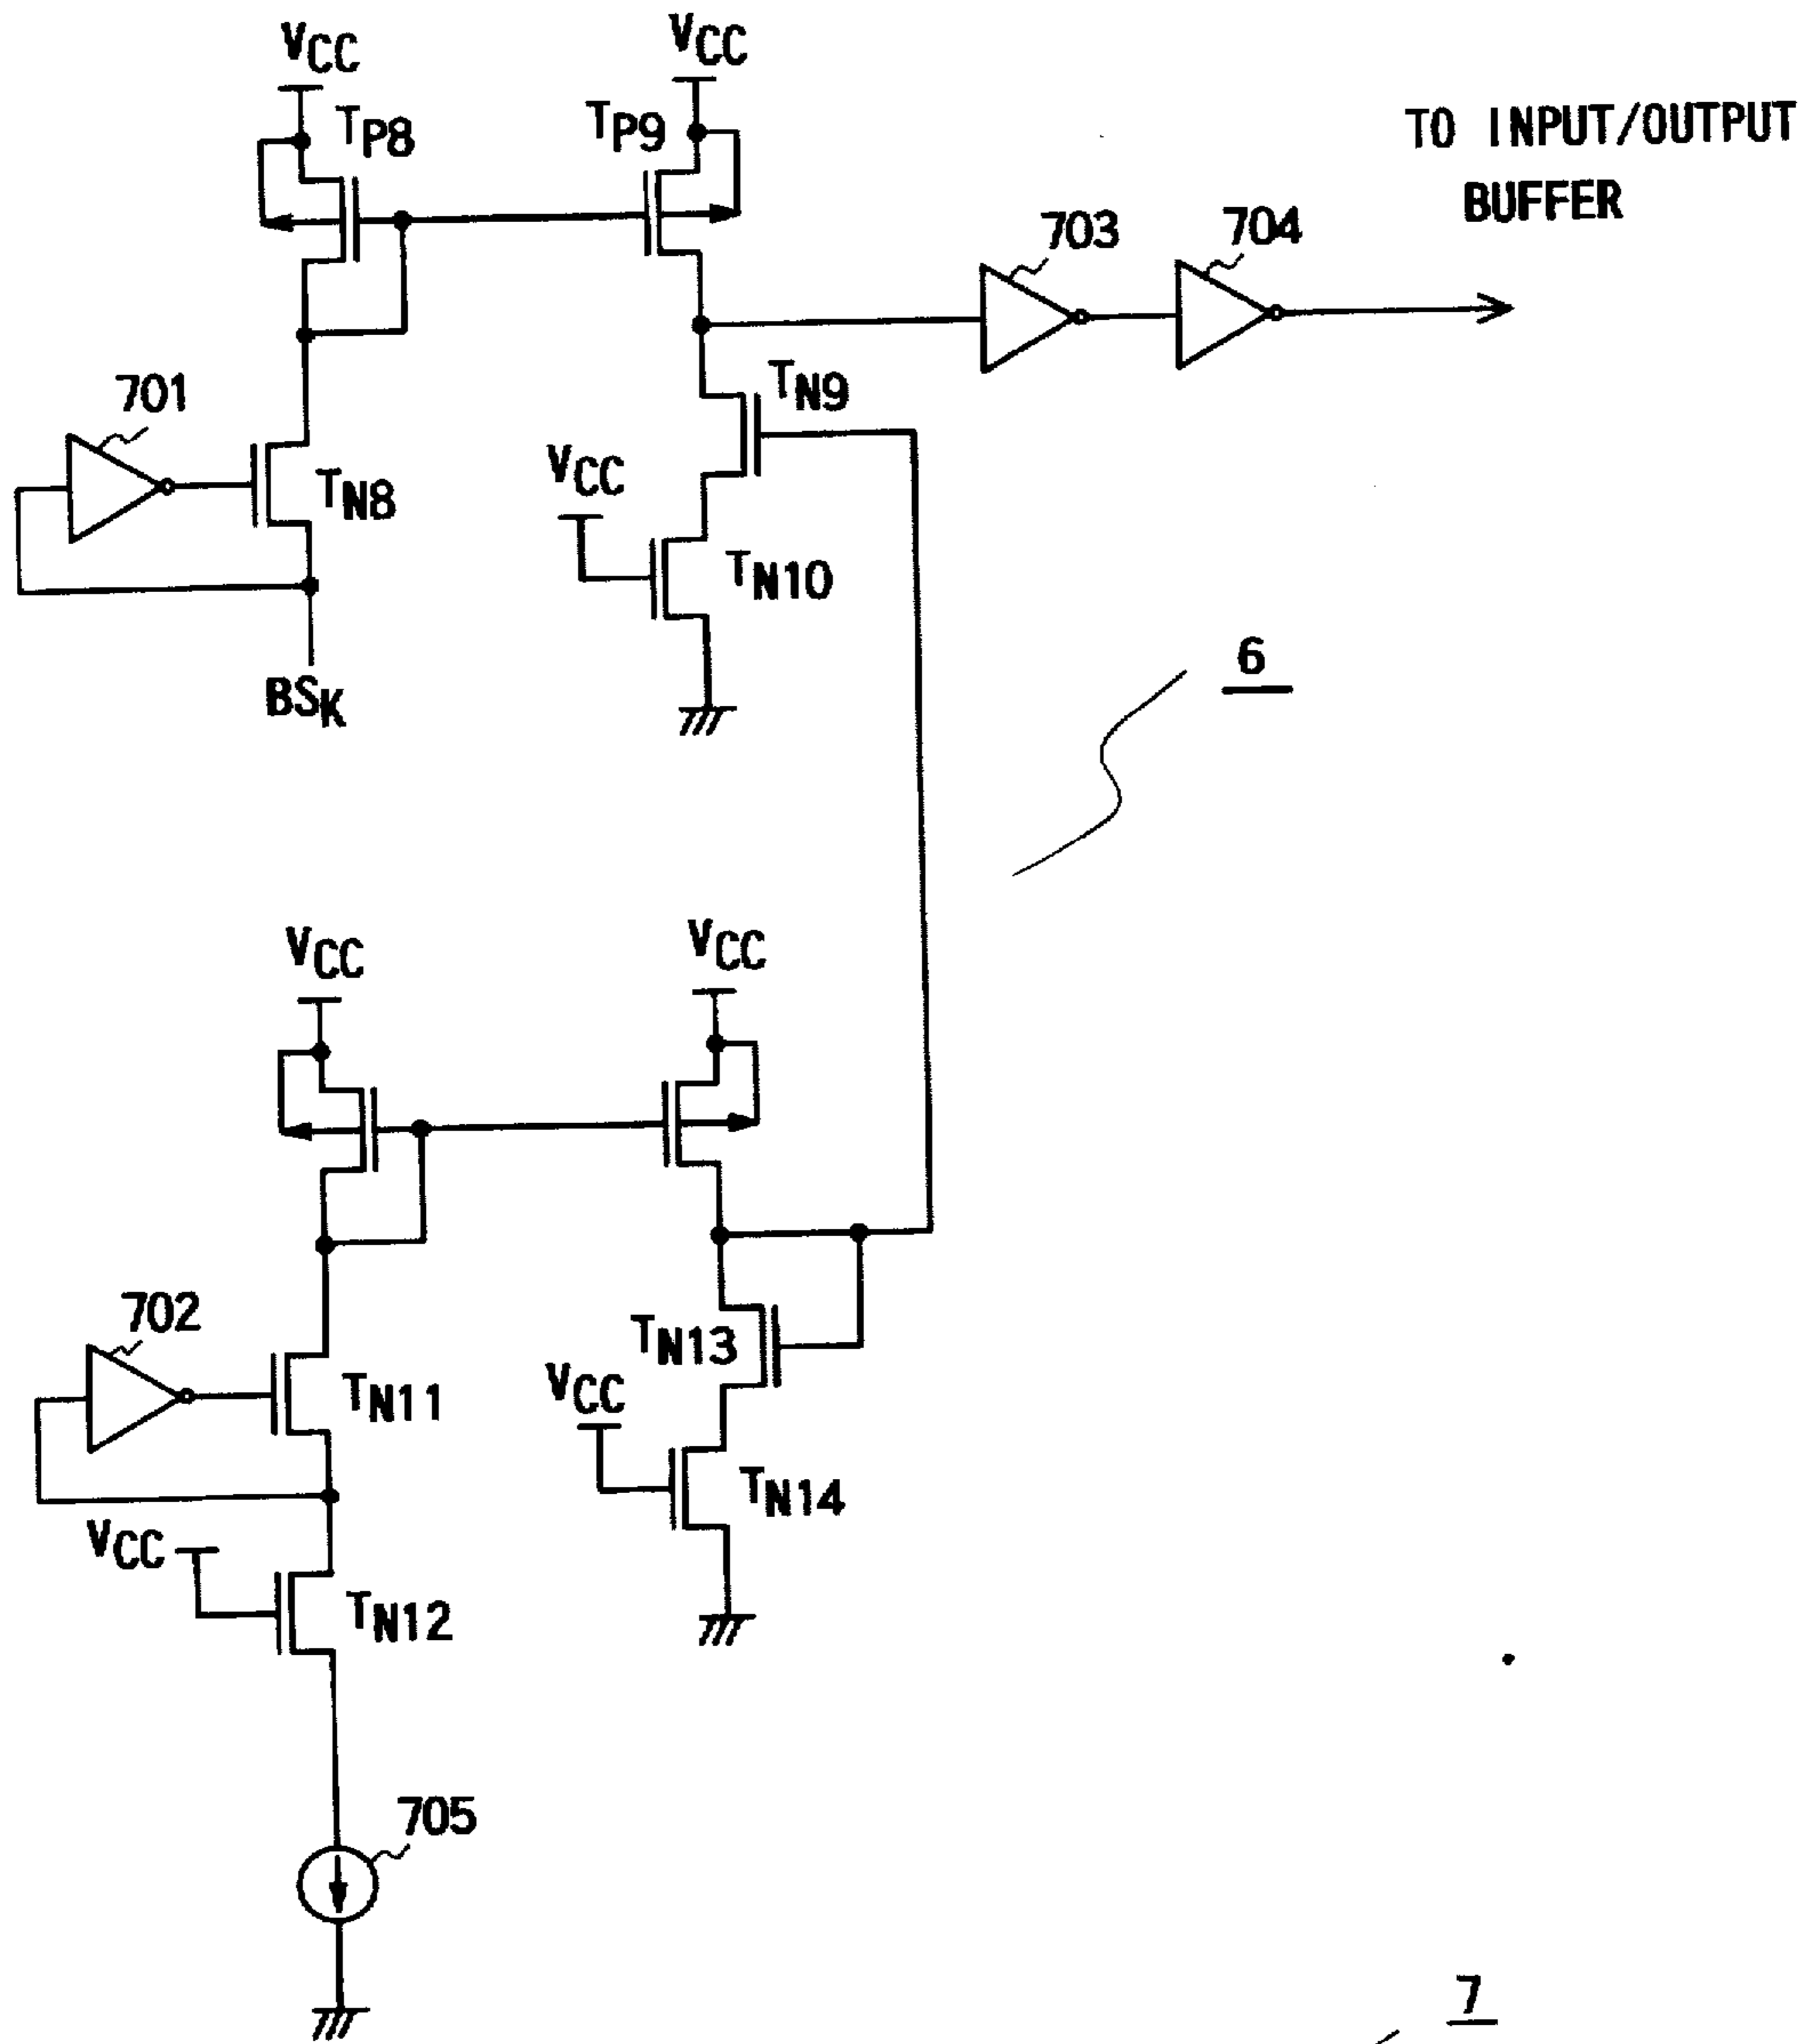 VCC
VCC
TP8
TP9
TO INPUT/OUTPUT
BUFFER
703
704
701
TN9
VCC
TN8
TN10
6
BSK
VCC
VCC
702
TN13
VCC
TN11
TN14
VCC
TN12
705
7